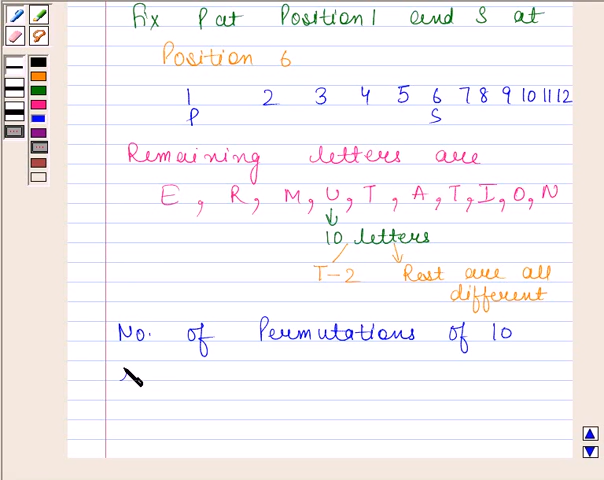 Fix P at Position 1 and S at
Position 6
1 2 3 4 5 6 7 8 9 10 11 12
P S
Remaining letters are
E, R, M, U, T, A, T, I, O, N
10 letters
T-2 Rest are all
different
No. of Permutations of 10